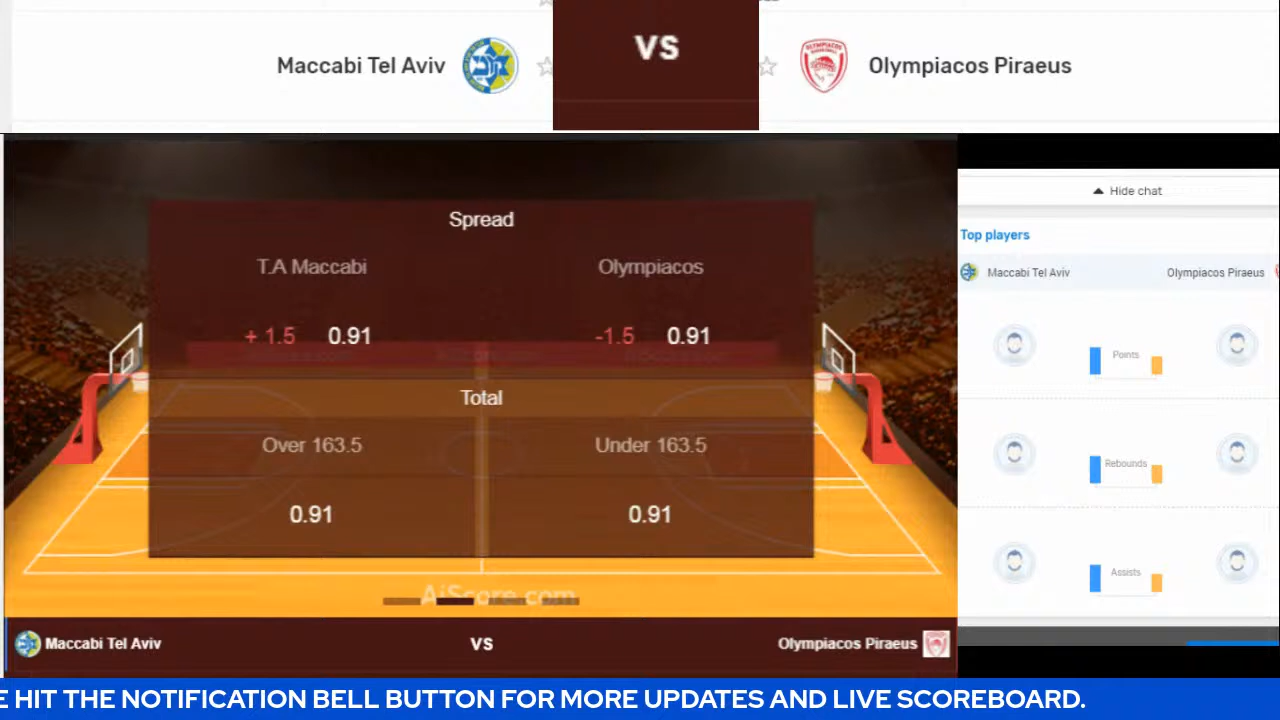 Maccabi Tel Aviv
VS
Olympiacos Piraeus
Hide chat
Top players
Maccabi Tel Aviv
Olympiacos Piraeus
Points
Rebounds
Assists
Spread
T.A Maccabi
Olympiacos
+ 1.5 0.91
-1.5 0.91
Total
Over 163.5
Under 163.5
0.91
0.91
AiScore.com
Maccabi Tel Aviv
VS
Olympiacos Piraeus
E HIT THE NOTIFICATION BELL BUTTON FOR MORE UPDATES AND LIVE SCOREBOARD.